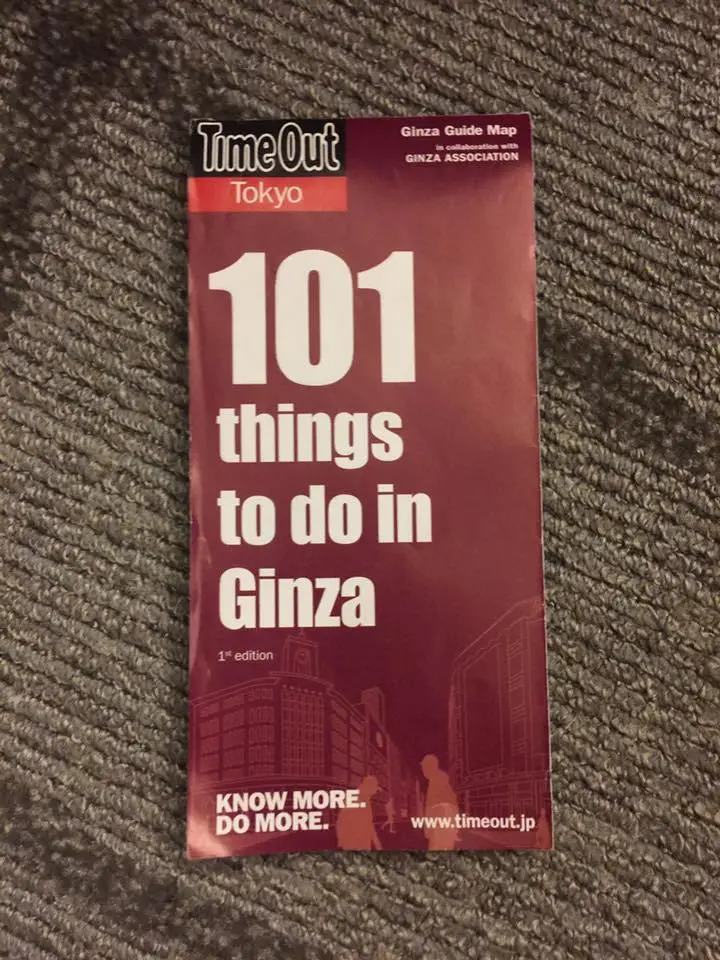 Time Out
Tokyo
Ginza Guide Map
in collaboration with
GINZA ASSOCIATION
101
things
to do in
Ginza
1st edition
KNOW MORE.
DO MORE.
www.timeout.jp